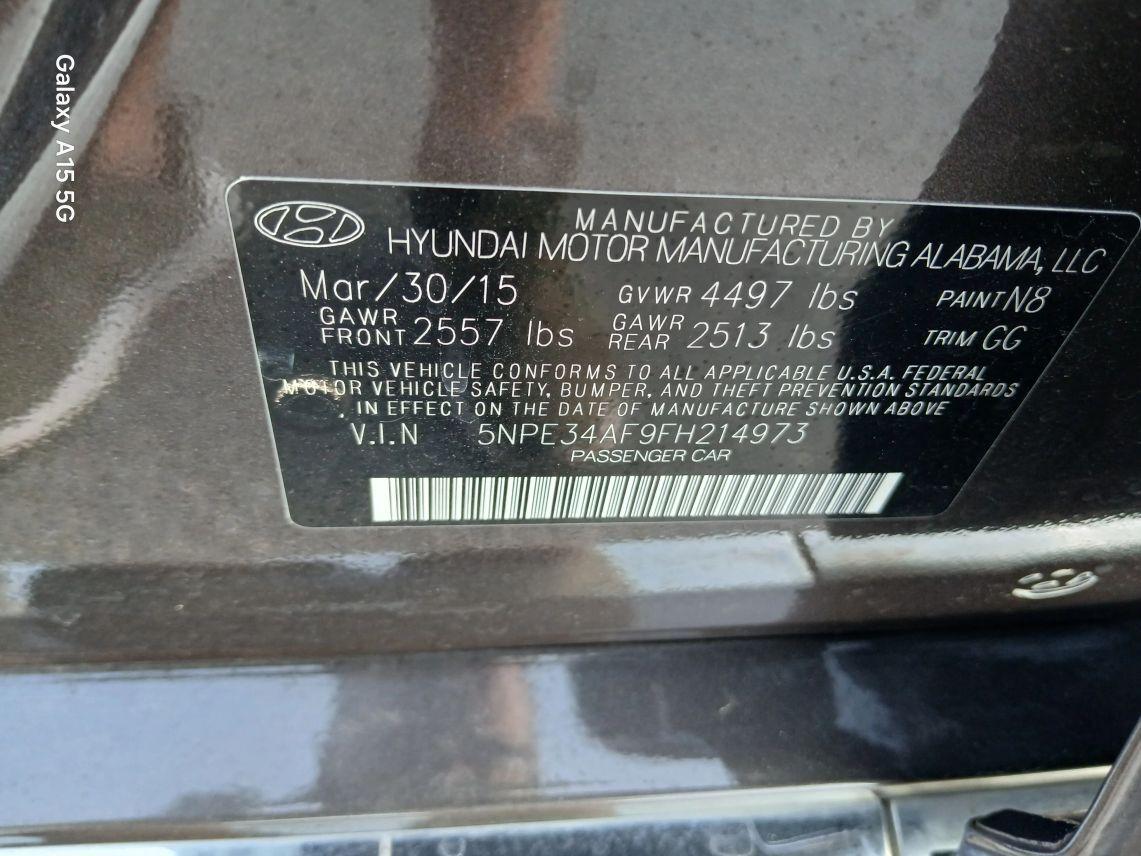 MANUFACTURED BY
HYUNDAI MOTOR MANUFACTURING ALABAMA, LLC
Mar/30/15 GVWR 4497 lbs PAINT N8
GAWR FRONT 2557 lbs GAWR REAR 2513 lbs TRIM GG
THIS VEHICLE CONFORMS TO ALL APPLICABLE U.S.A. FEDERAL
MOTOR VEHICLE SAFETY, BUMPER, AND THEFT PREVENTION STANDARDS
IN EFFECT ON THE DATE OF MANUFACTURE SHOWN ABOVE
V.I.N 5NPE34AF9FH214973
PASSENGER CAR
Galaxy A15 5G